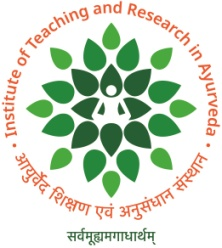 • Institute of Teaching and Research in Ayurveda •
आयुर्वेद शिक्षण एवं अनुसंधान संस्थान
सर्वमूह्यमगाधार्थम्